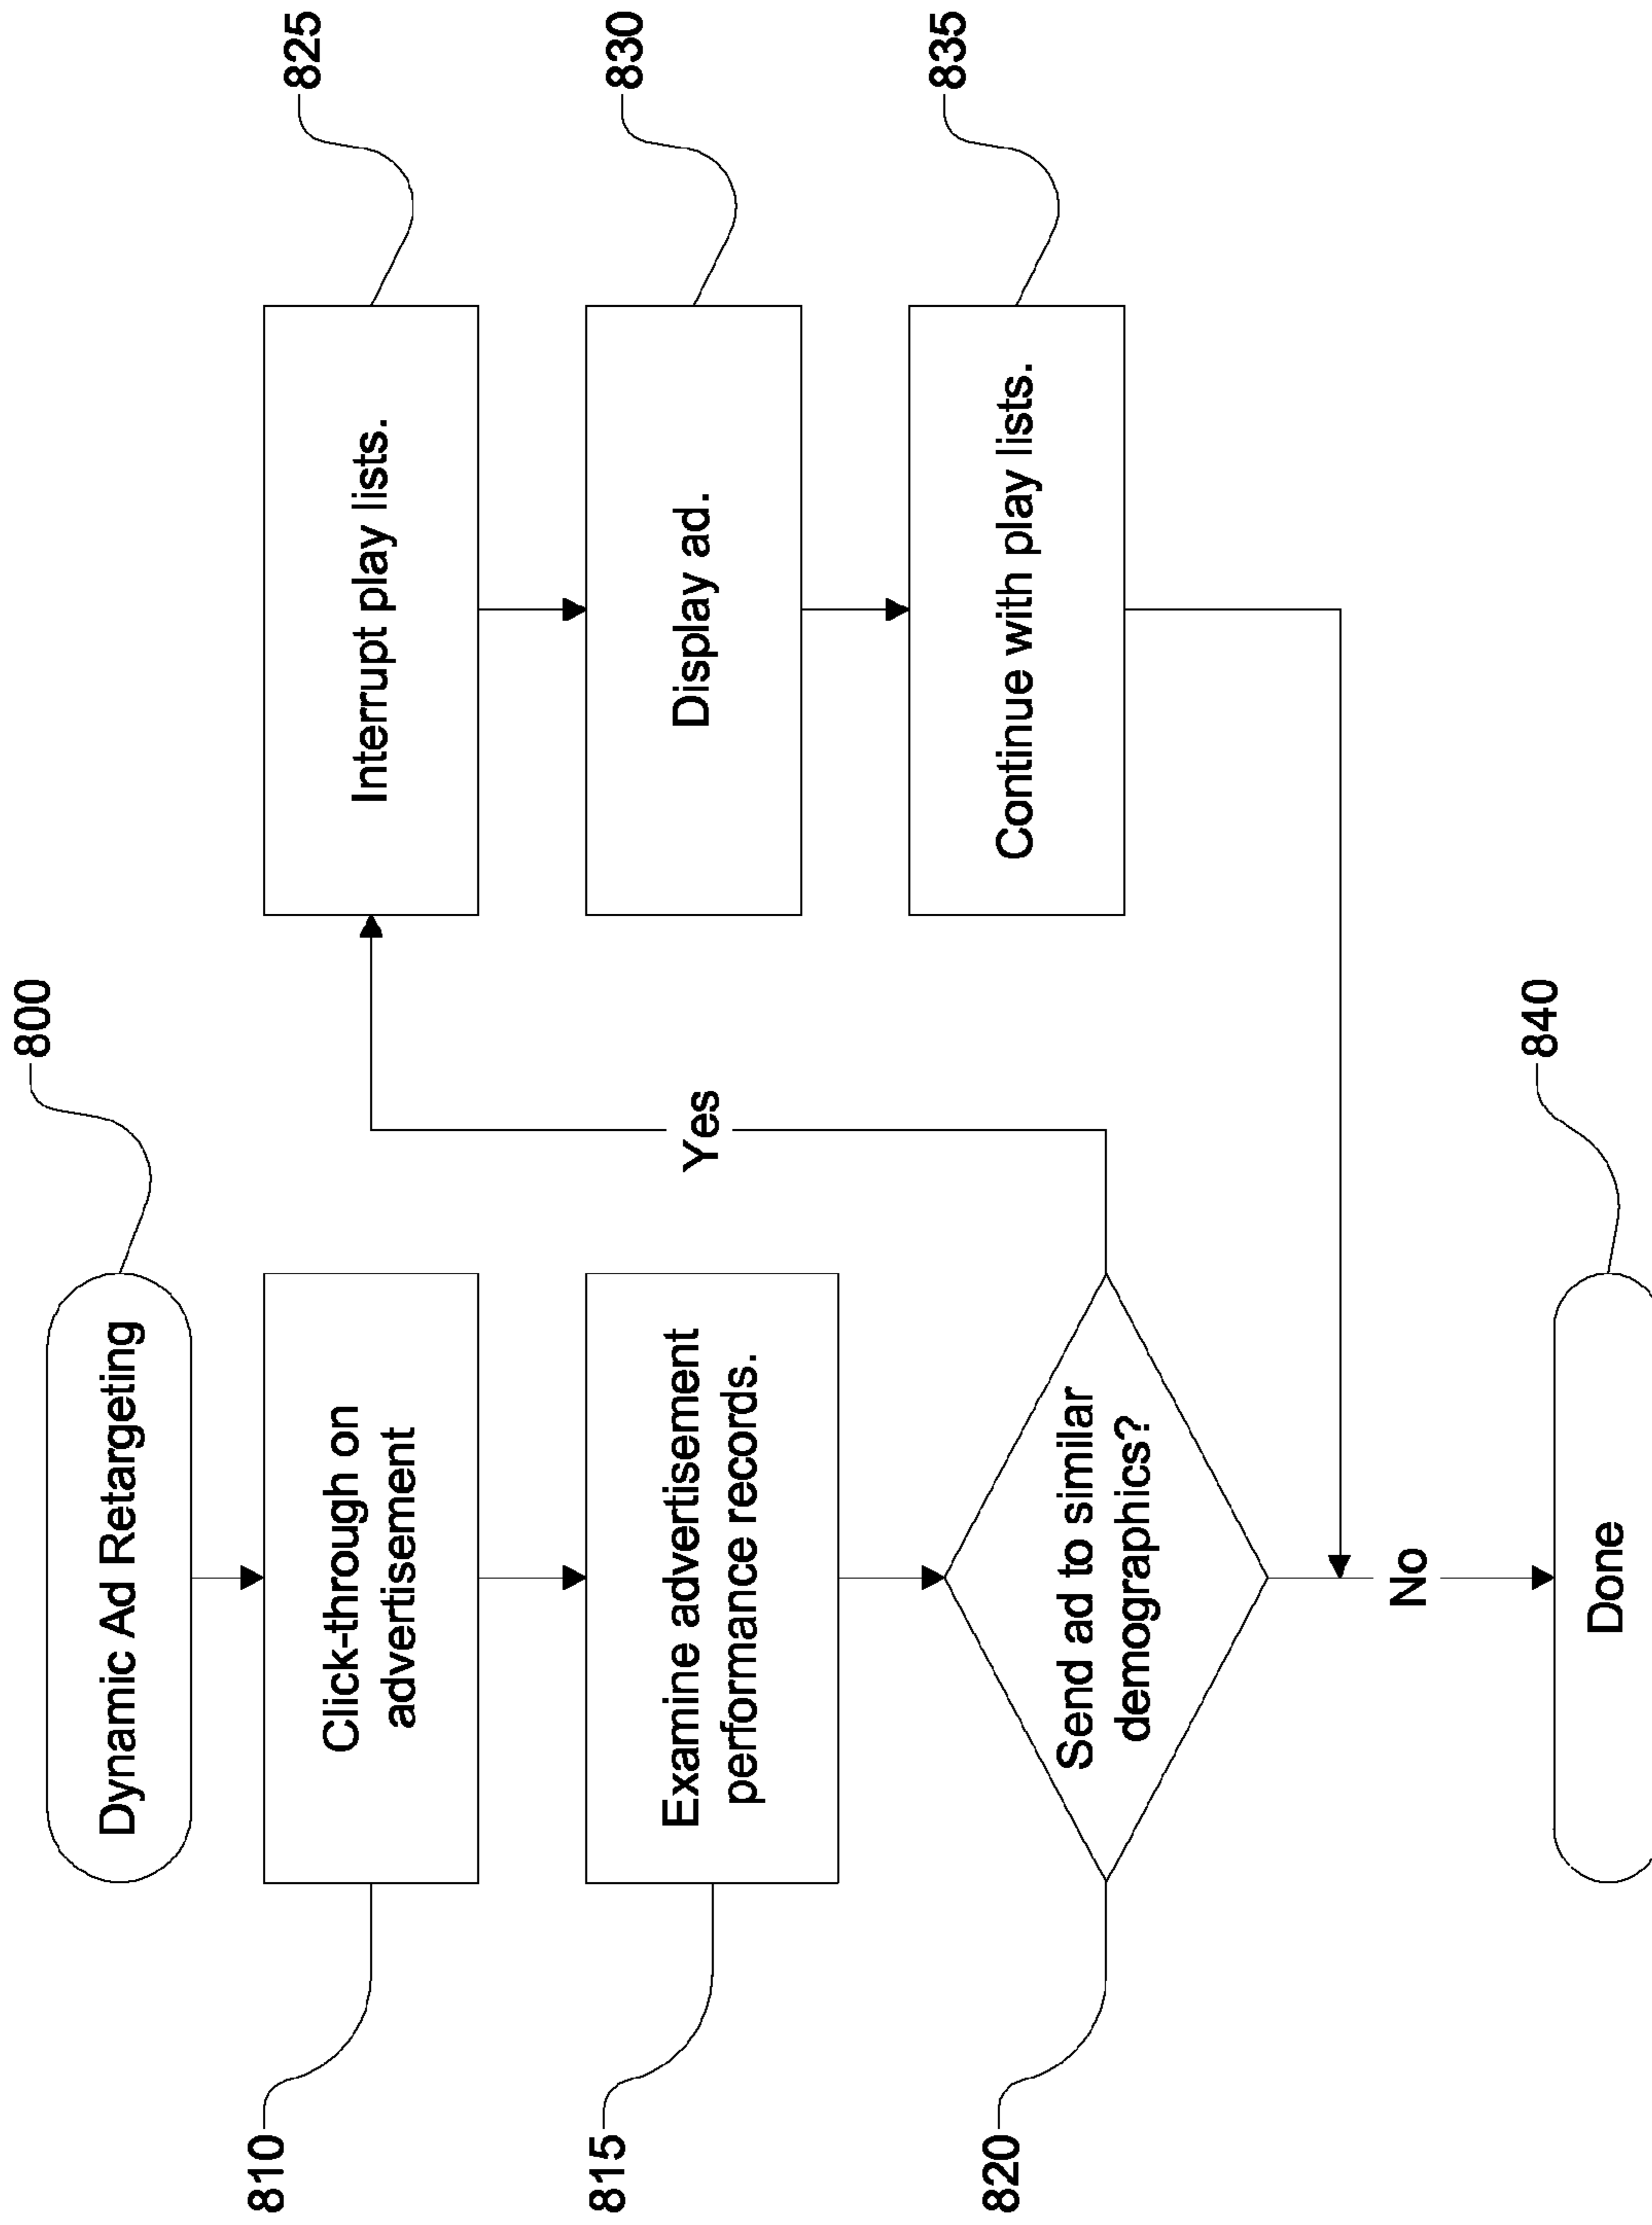 Dynamic Ad Retargeting
800
810
Click-through on
advertisement
815
Examine advertisement
performance records.
820
Send ad to similar
demographics?
Yes
No
825
Interrupt play lists.
830
Display ad.
835
Continue with play lists.
Done
840